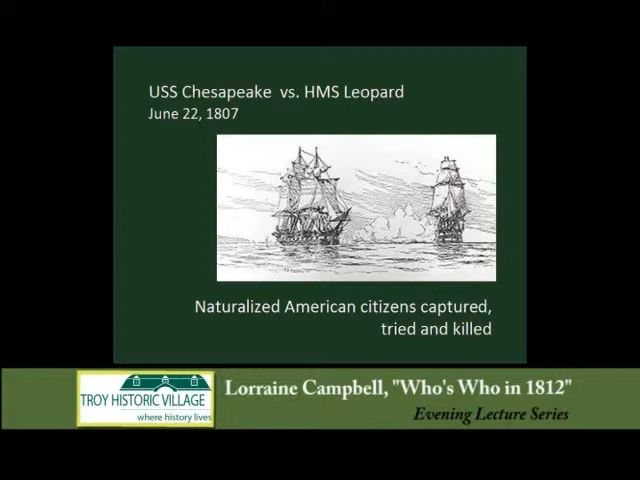 USS Chesapeake vs. HMS Leopard
June 22, 1807
Naturalized American citizens captured,
tried and killed
TROY HISTORIC VILLAGE
where history lives
Lorraine Campbell, "Who's Who in 1812"
Evening Lecture Series